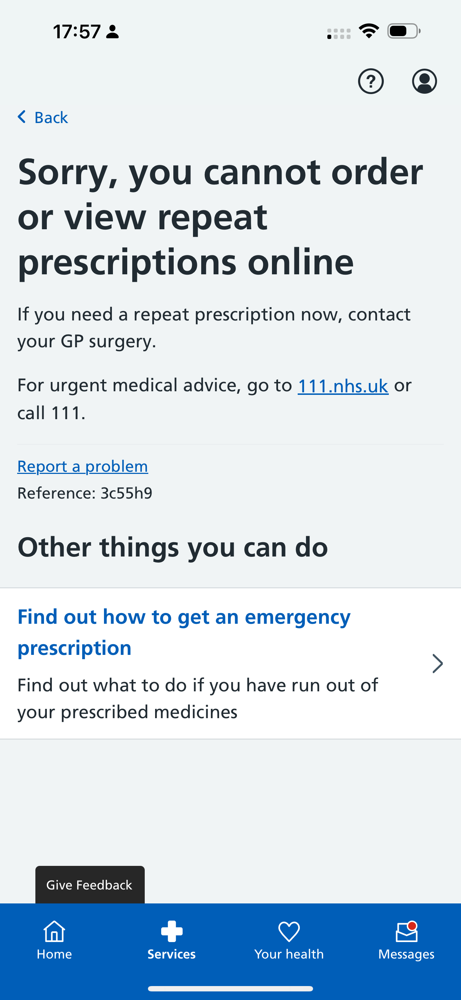 17:57
Back
Sorry, you cannot order
or view repeat
prescriptions online
If you need a repeat prescription now, contact
your GP surgery.
For urgent medical advice, go to 111.nhs.uk or
call 111.
Report a problem
Reference: 3c55h9
Other things you can do
Find out how to get an emergency
prescription
Find out what to do if you have run out of
your prescribed medicines
Give Feedback
Home Services Your health Messages